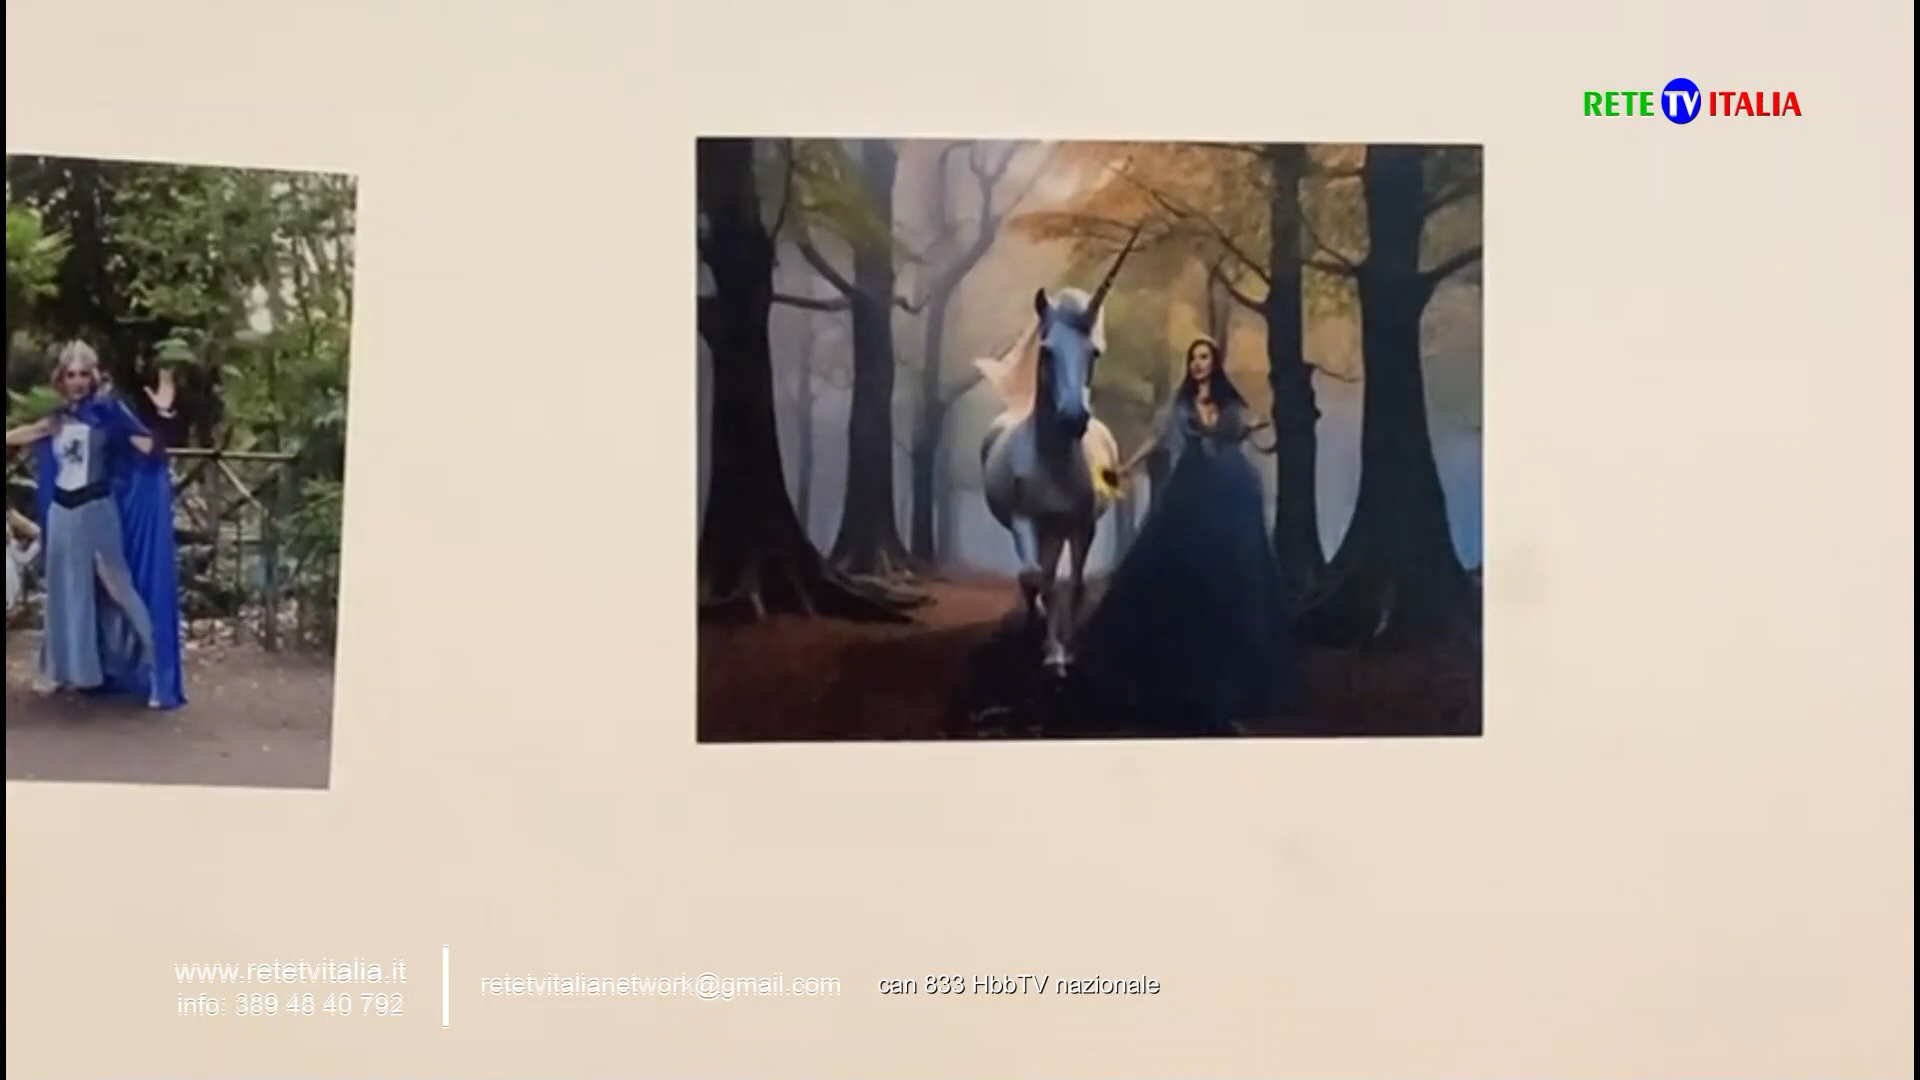 RETE TV ITALIA
www.retetvitalia.it
info: 389 48 40 792
retetvitalianetwork@gmail.com
can 833 HbbTV nazionale